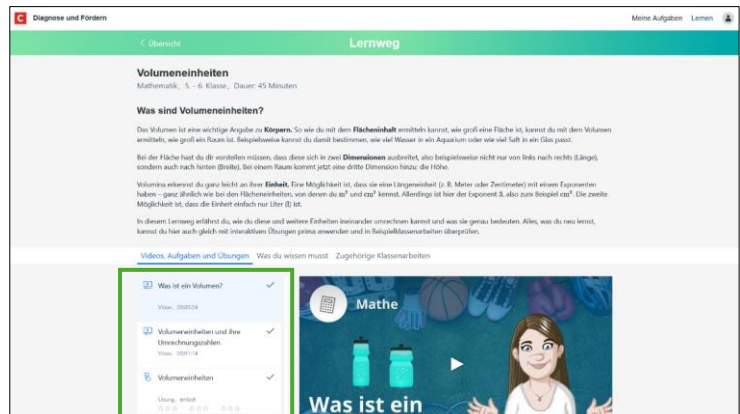 C Diagnose und Fördern
Meine Aufgaben Lernen
< Übersicht
Lernweg
Volumeneinheiten
Mathematik, 5. - 6. Klasse, Dauer: 45 Minuten
Was sind Volumeneinheiten?
Das Volumen ist eine wichtige Angabe zu Körpern. So wie du mit dem Flächeninhalt ermitteln kannst, wie groß eine Fläche ist, kannst du mit dem Volumen
ermitteln, wie groß ein Raum ist. Beispielsweise kannst du damit bestimmen, wie viel Wasser in ein Aquarium oder wie viel Saft in ein Glas passt.
Bei der Fläche hast du dir vorstellen müssen, dass diese sich in zwei Dimensionen ausbreitet, also beispielsweise nicht nur von links nach rechts (Länge),
sondern auch nach hinten (Breite). Bei einem Raum kommt jetzt eine dritte Dimension hinzu: die Höhe.
Volumina erkennst du ganz leicht an ihrer Einheit. Eine Möglichkeit ist, dass sie eine Längeneinheit (z. B. Meter oder Zentimeter) mit einem Exponenten
haben – ganz ähnlich wie bei den Flächeneinheiten, von denen du m² und cm² kennst. Allerdings ist hier der Exponent 3, also zum Beispiel cm³. Die zweite
Möglichkeit ist, dass die Einheit einfach nur Liter (l) ist.
In diesem Lernweg erfährst du, wie du diese und weitere Einheiten ineinander umrechnen kannst und was sie genau bedeuten. Alles, was du neu lernst,
kannst du hier auch gleich mit interaktiven Übungen prima anwenden und in Beispielklassenarbeiten überprüfen.
Videos, Aufgaben und Übungen Was du wissen musst Zugehörige Klassenarbeiten
Was ist ein Volumen?
Video,
Volumeneinheiten und ihre
Umrechnungszahlen
Video,
Volumeneinheiten
Übung, einfach
Mathe
Was ist ein